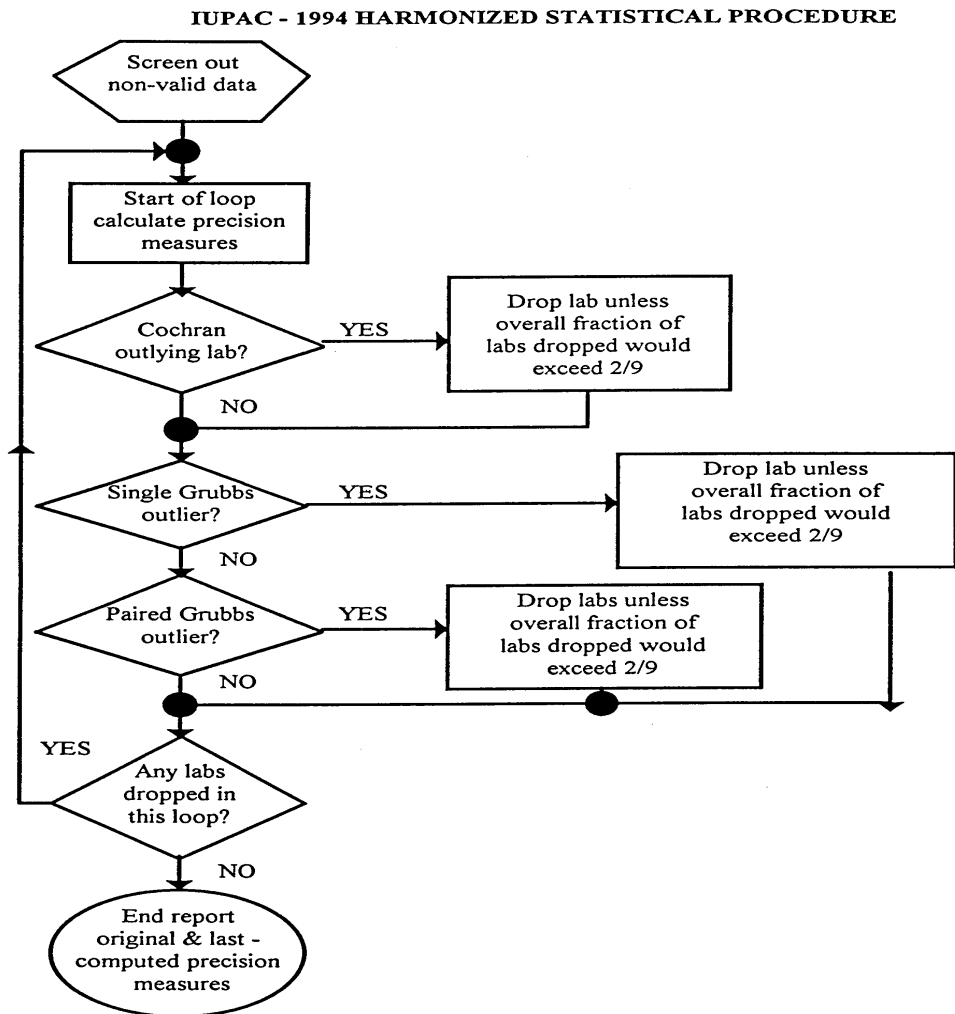 IUPAC - 1994 HARMONIZED STATISTICAL PROCEDURE
Screen out
non-valid data
Start of loop
calculate precision
measures
Cochran
outlying lab?
YES
Drop lab unless
overall fraction of
labs dropped would
exceed 2/9
NO
Single Grubbs
outlier?
YES
Drop lab unless
overall fraction of
labs dropped would
exceed 2/9
NO
Paired Grubbs
outlier?
YES
Drop labs unless
overall fraction of
labs dropped would
exceed 2/9
NO
YES
Any labs
dropped in
this loop?
NO
End report
original & last -
computed precision
measures